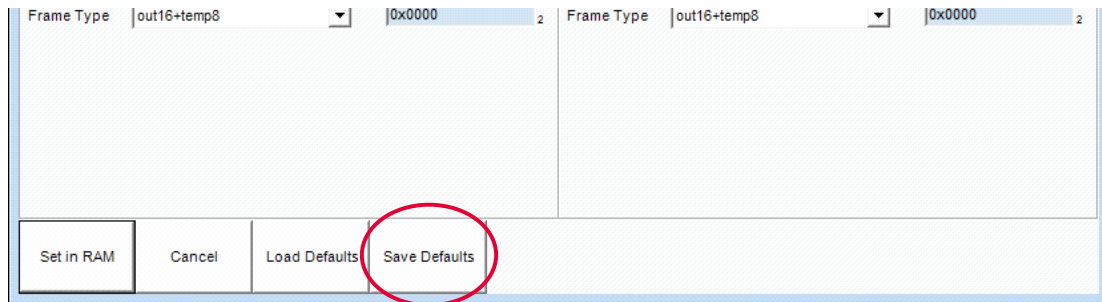 Frame Type out16+temp8 0x0000 2 Frame Type out16+temp8 0x0000 2
Set in RAM Cancel Load Defaults Save Defaults